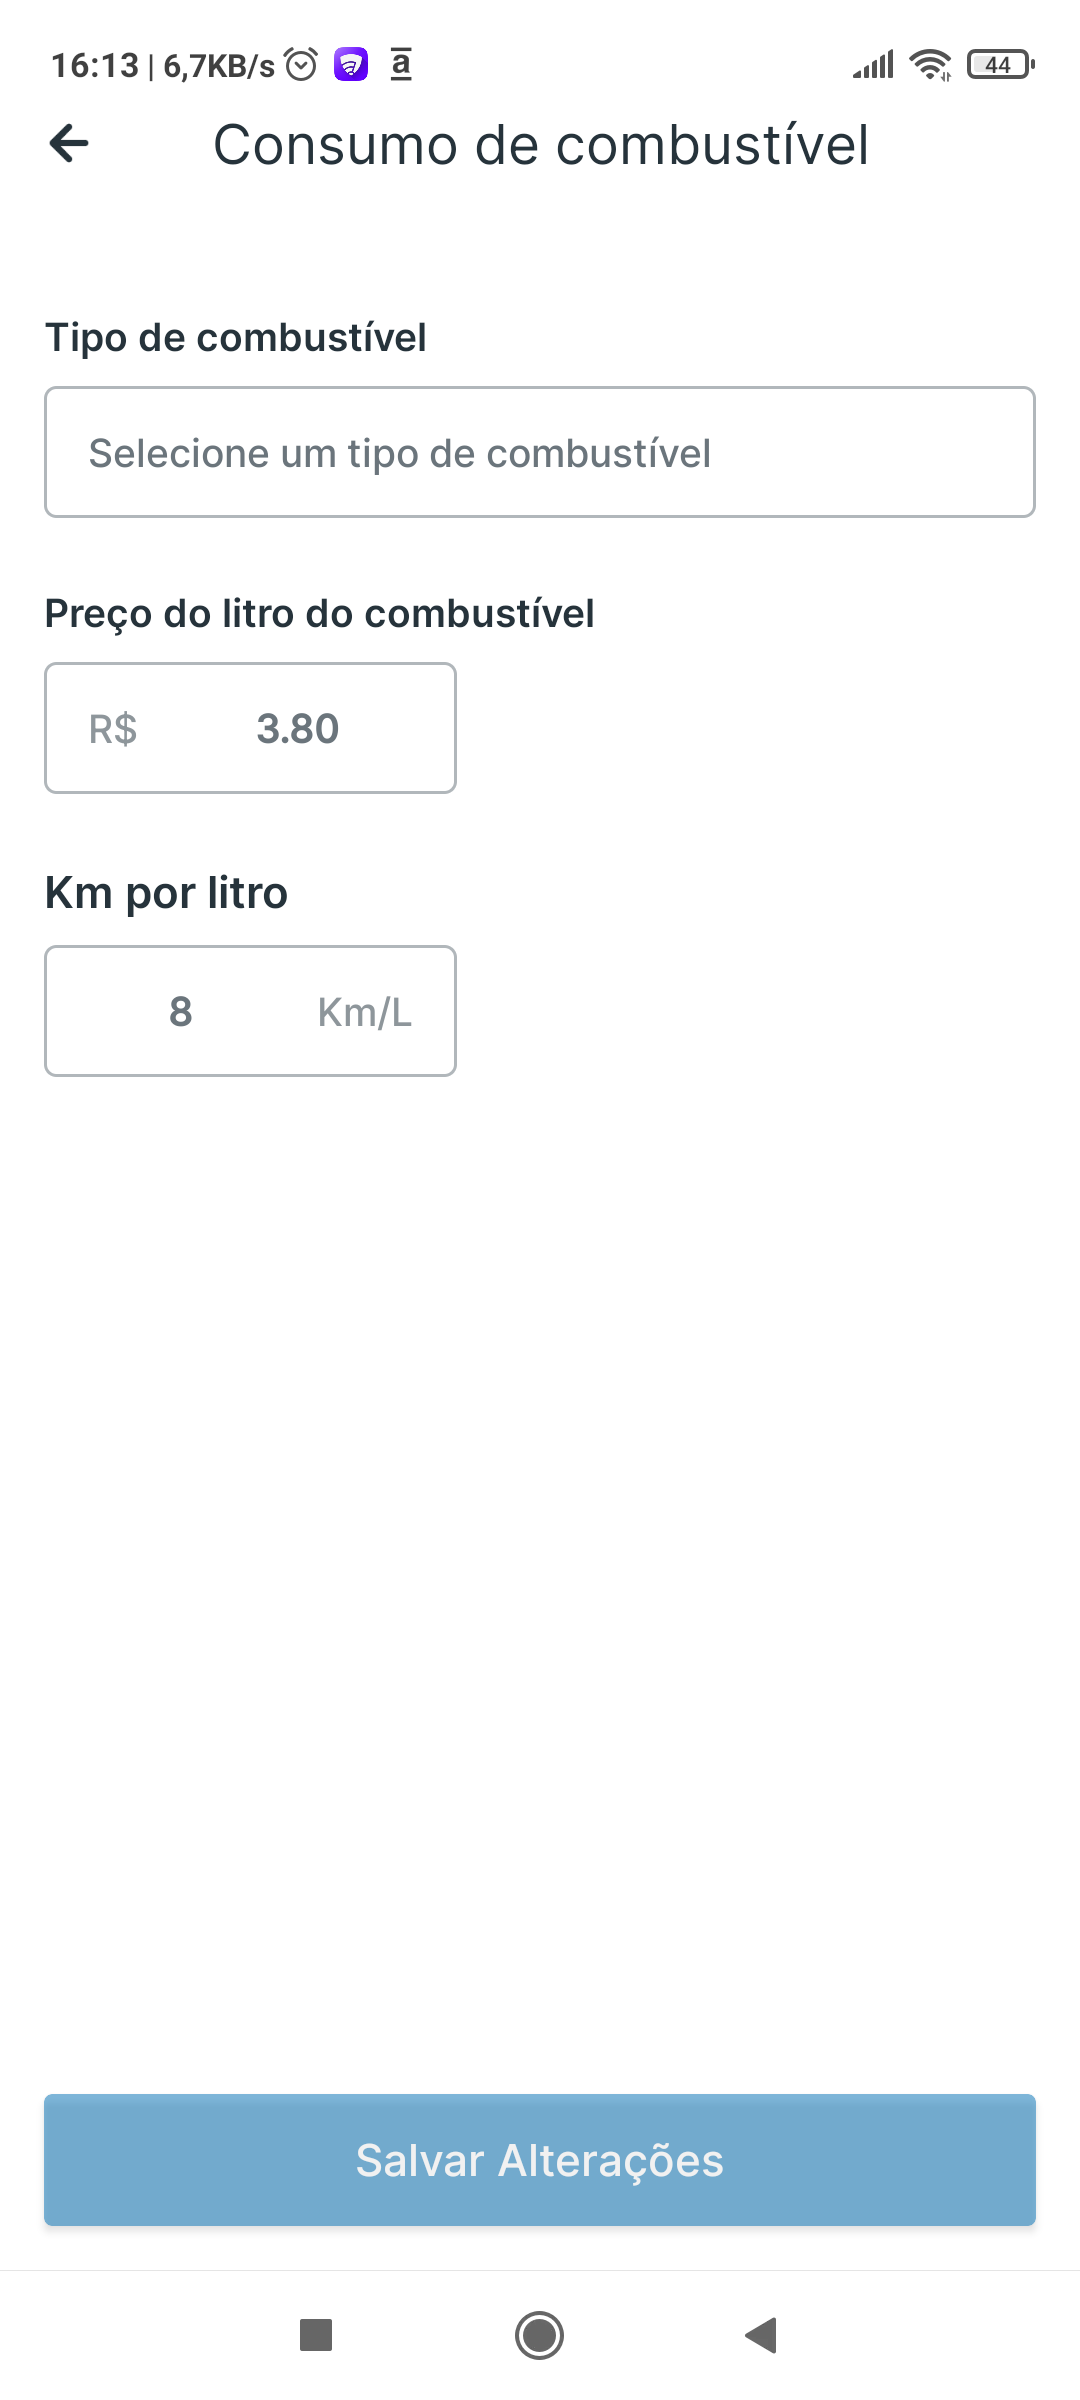 16:13 | 6,7KB/s a 44
Consumo de combustível
Tipo de combustível
Selecione um tipo de combustível
Preço do litro do combustível
R$ 3.80
Km por litro
8 Km/L
Salvar Alterações